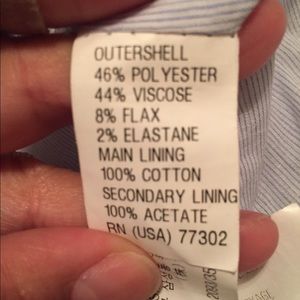 OUTERSHELL
46% POLYESTER
44% VISCOSE
8% FLAX
2% ELASTANE
MAIN LINING
100% COTTON
SECONDARY LINING
100% ACETATE
RN (USA) 77302